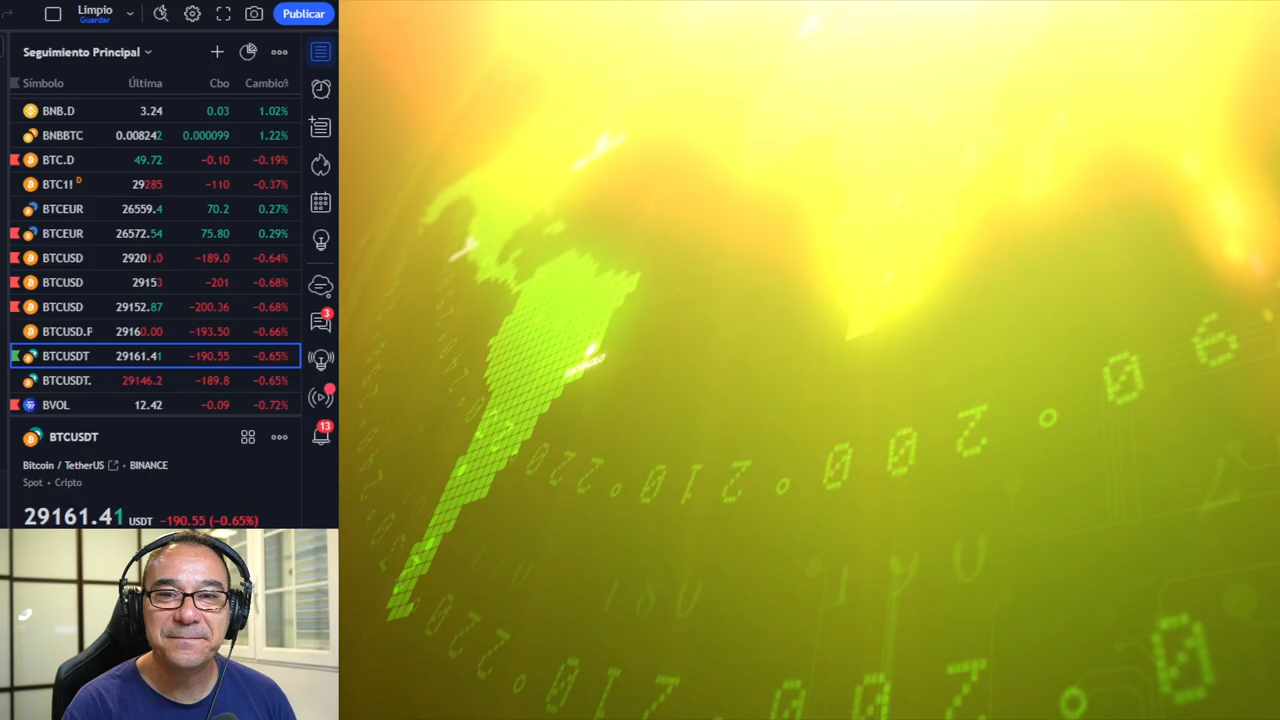 Limpio
Guardar
Publicar
Seguimiento Principal
Símbolo Última Cbo Cambio%
BNB.D 3.24 0.03 1.02%
BNBBTC 0.008242 0.000099 1.22%
BTC.D 49.72 −0.10 −0.19%
BTC1! D 29285 −110 −0.37%
BTCEUR 26559.4 70.2 0.27%
BTCEUR 26572.54 75.80 0.29%
BTCUSD 29201.0 −189.0 −0.64%
BTCUSD 29153 −201 −0.68%
BTCUSD 29152.87 −200.36 −0.68%
BTCUSD.F 29160.00 −193.50 −0.66%
BTCUSDT 29161.41 −190.55 −0.65%
BTCUSDT. 29146.2 −189.8 −0.65%
BVOL 12.42 −0.09 −0.72%
3
13
BTCUSDT
Bitcoin / TetherUS • BINANCE
Spot • Cripto
29161.41 USDT −190.55 (−0.65%)